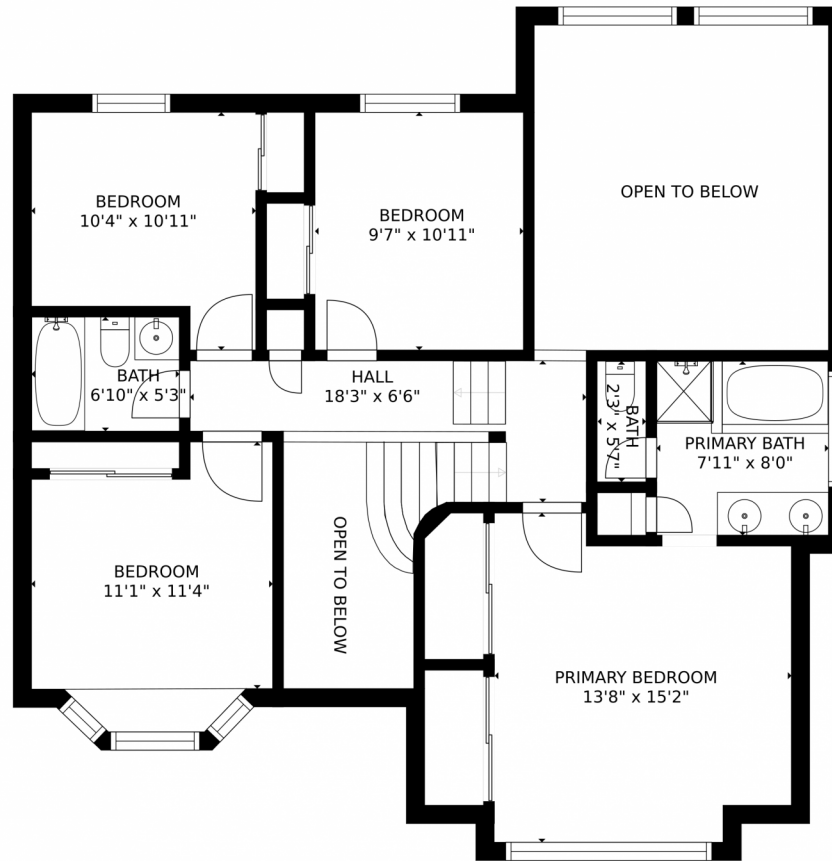 OPEN TO BELOW
BEDROOM
10'4" x 10'11"
BEDROOM
9'7" x 10'11"
BATH
6'10" x 5'3"
HALL
18'3" x 6'6"
BATH
2'3" x 5'7"
PRIMARY BATH
7'11" x 8'0"
OPEN TO BELOW
BEDROOM
11'1" x 11'4"
PRIMARY BEDROOM
13'8" x 15'2"